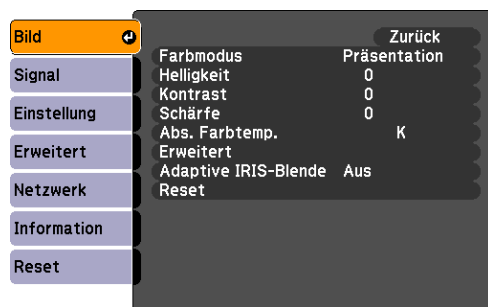 Bild
Signal
Einstellung
Erweitert
Netzwerk
Information
Reset
Zurück
Farbmodus Präsentation
Helligkeit 0
Kontrast 0
Schärfe 0
Abs. Farbtemp. K
Erweitert
Adaptive IRIS-Blende Aus
Reset